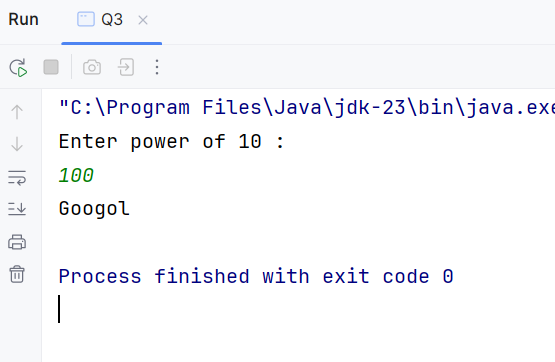 Run Q3
"C:\Program Files\Java\jdk-23\bin\java.exe
Enter power of 10 :
100
Googol
Process finished with exit code 0